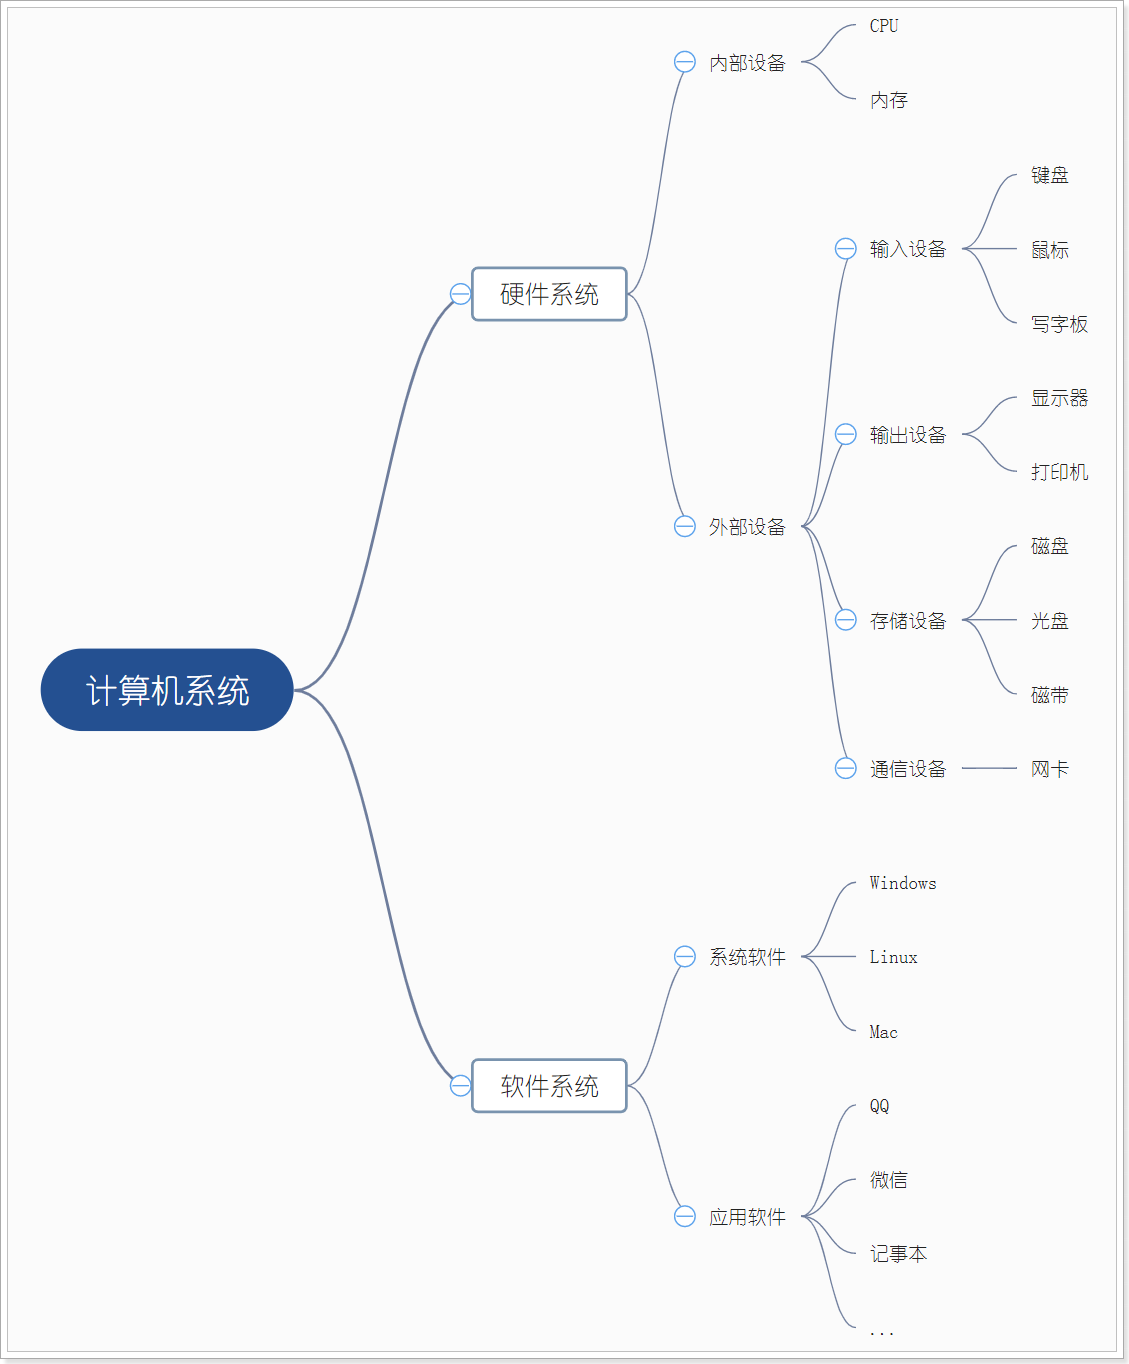 计算机系统
硬件系统
内部设备
CPU
内存
外部设备
输入设备
键盘
鼠标
写字板
输出设备
显示器
打印机
存储设备
磁盘
光盘
磁带
通信设备
网卡
软件系统
系统软件
Windows
Linux
Mac
应用软件
QQ
微信
记事本
...